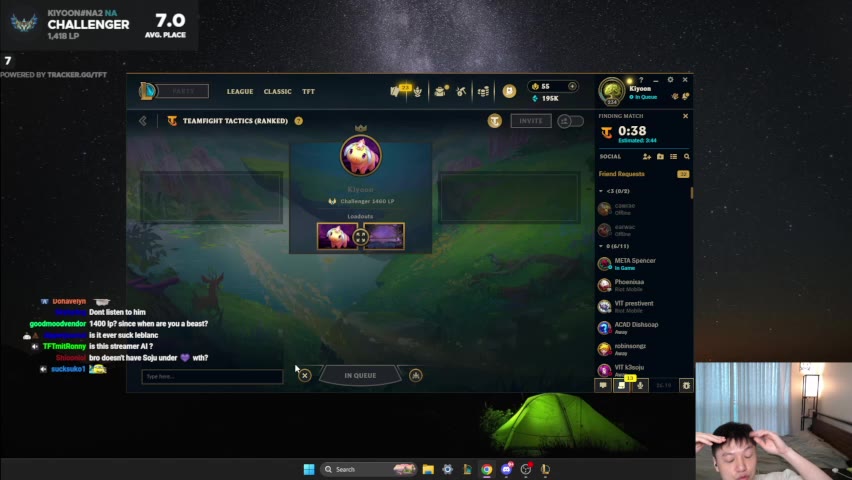 KIYOON#NA2 NA
CHALLENGER
1,418 LP
7.0
AVG. PLACE
7
POWERED BY TRACKER.GG/TFT
PARTY
LEAGUE
CLASSIC
TFT
55
195K
Kiyoon
In Queue
TEAMFIGHT TACTICS (RANKED)
INVITE
FINDING MATCH
0:38
Estimated: 3:44
SOCIAL
Friend Requests
<3 (0/2)
Offline
Offline
0 (6/11)
META Spencer
In Game
Phoenixaa
Riot Mobile
VIT prestivent
Riot Mobile
ACAD Dishsoap
Away
robinsongz
Away
VIT k3soju
Away
Kiyoon
Challenger 1460 LP
Loadouts
Donavelyn
Dont listen to him
goodmoodvendor 1400 lp? since when are you a beast?
is it ever suck leblanc
TFTmitRonny is this streamer AI ?
bro doesn't have Soju under 💜 wth?
sucksuko1
Type here...
IN QUEUE
Search